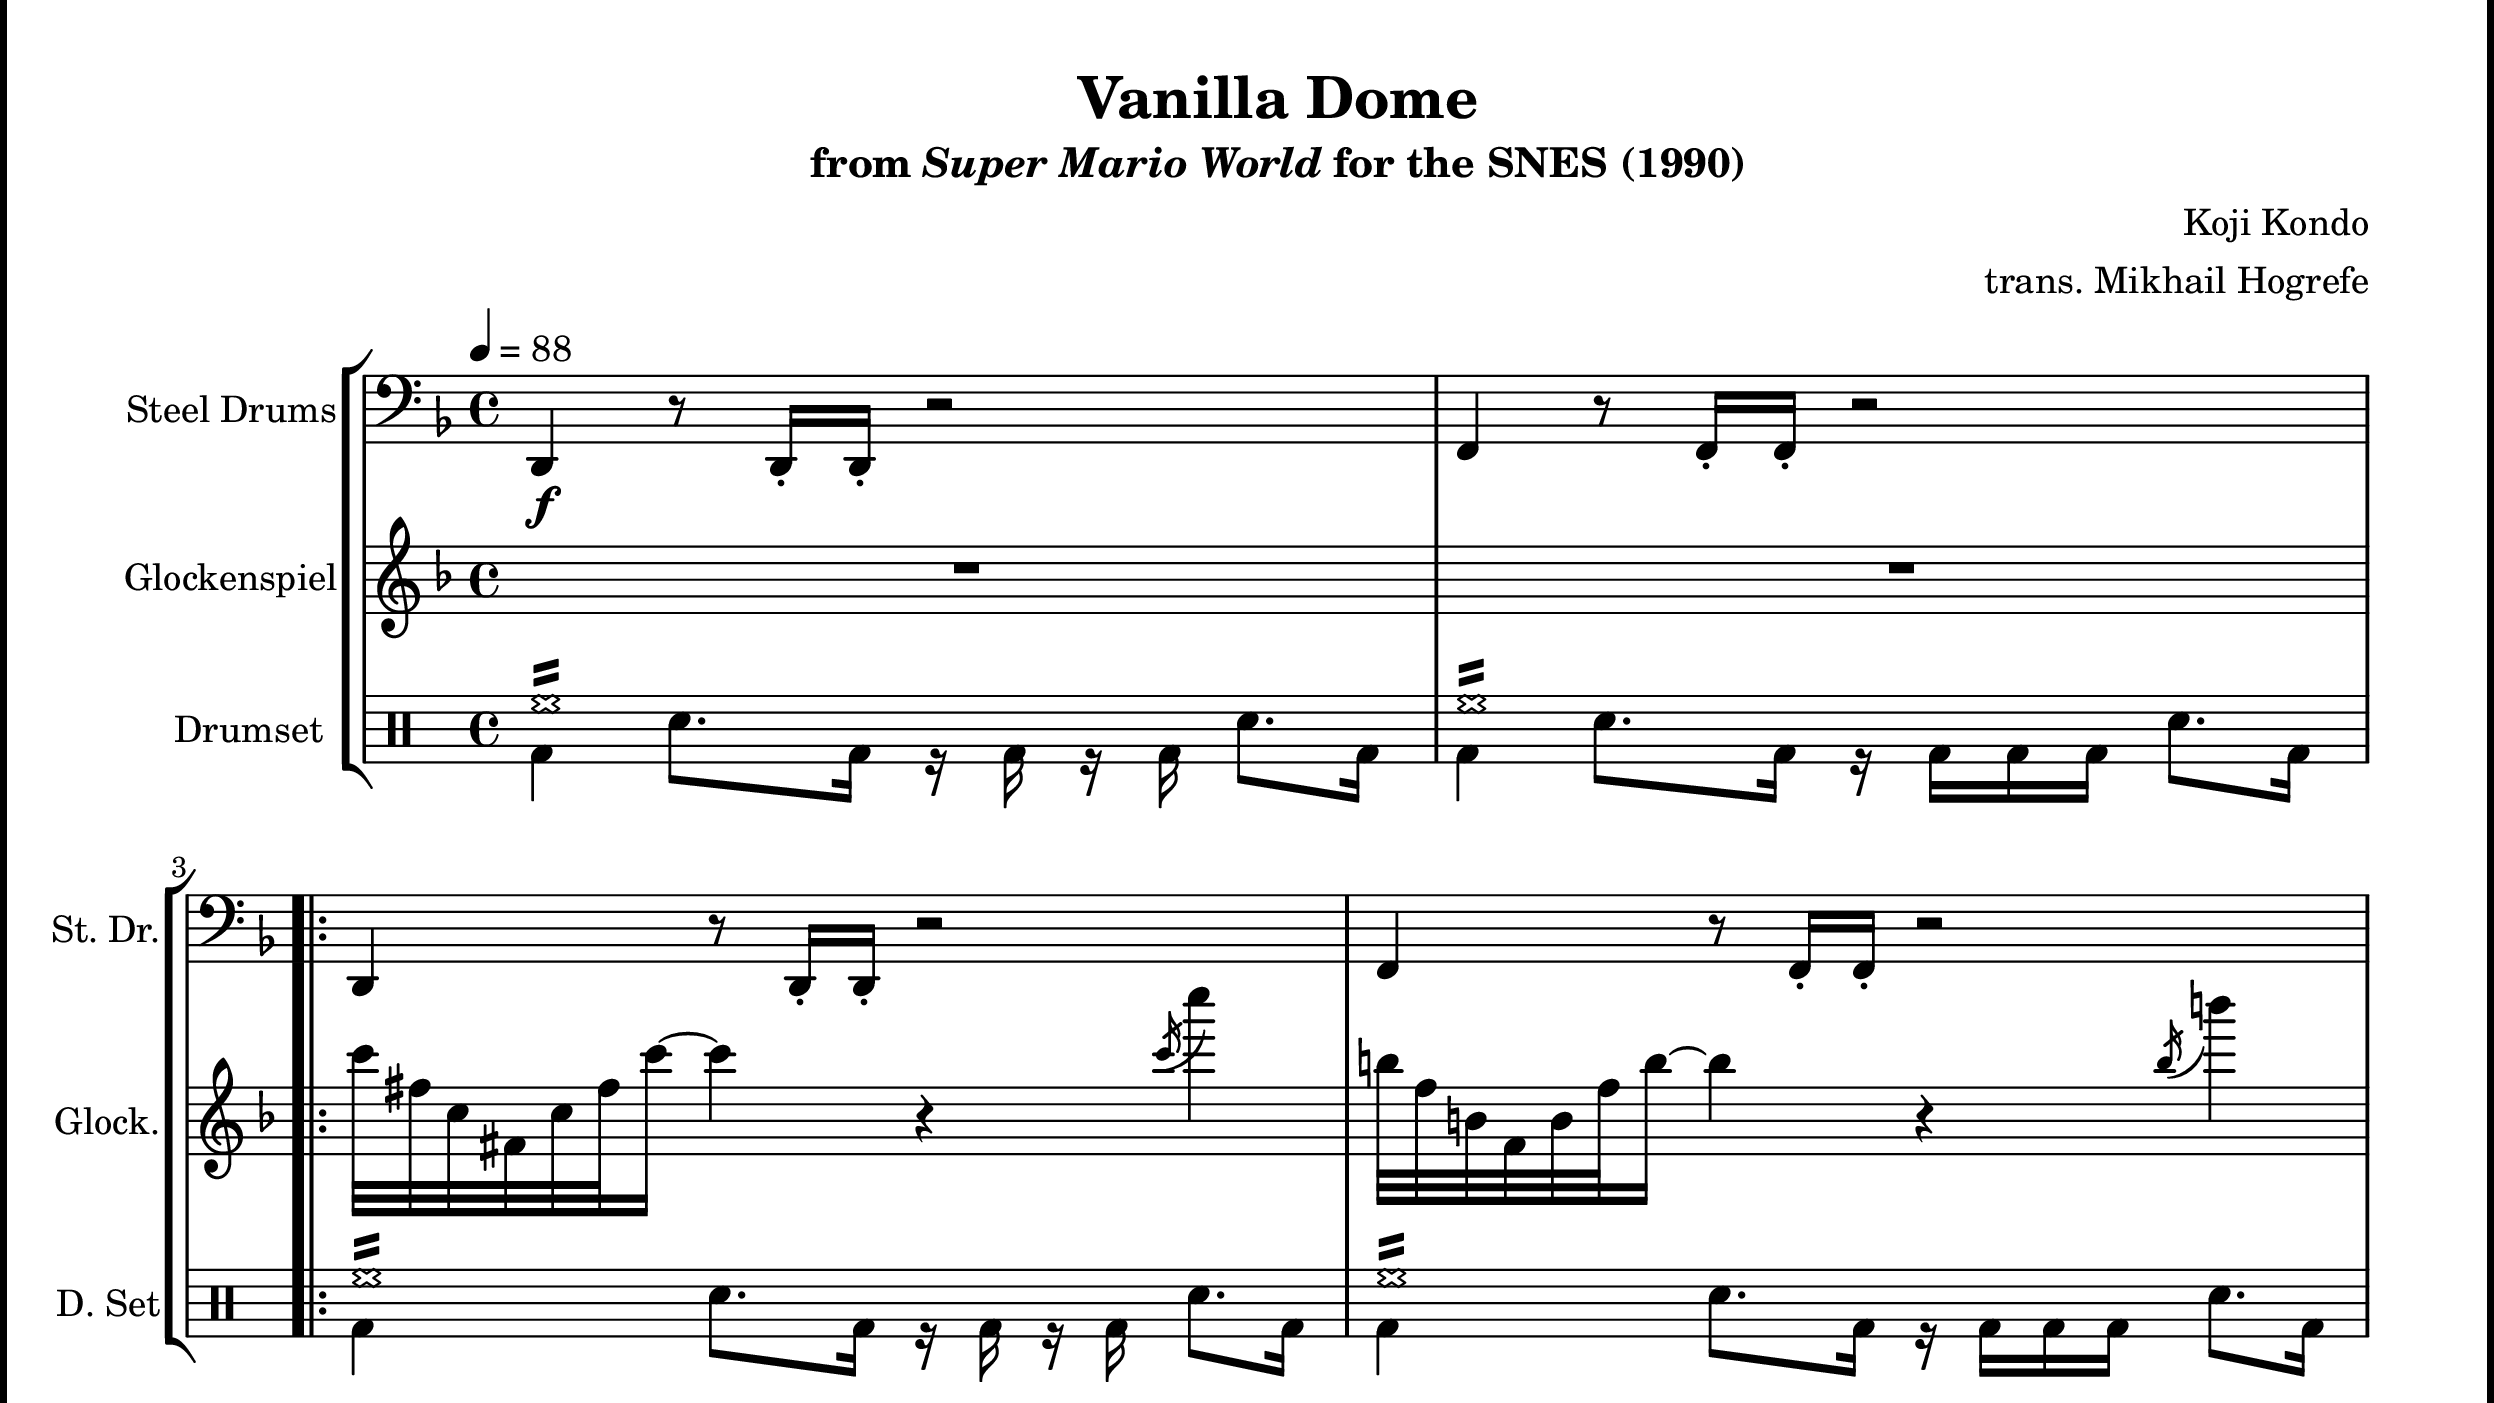 Vanilla Dome
from Super Mario World for the SNES (1990)
Koji Kondo
trans. Mikhail Hogrefe
= 88
Steel Drums
f
Glockenspiel
Drumset
3
St. Dr.
Glock.
D. Set